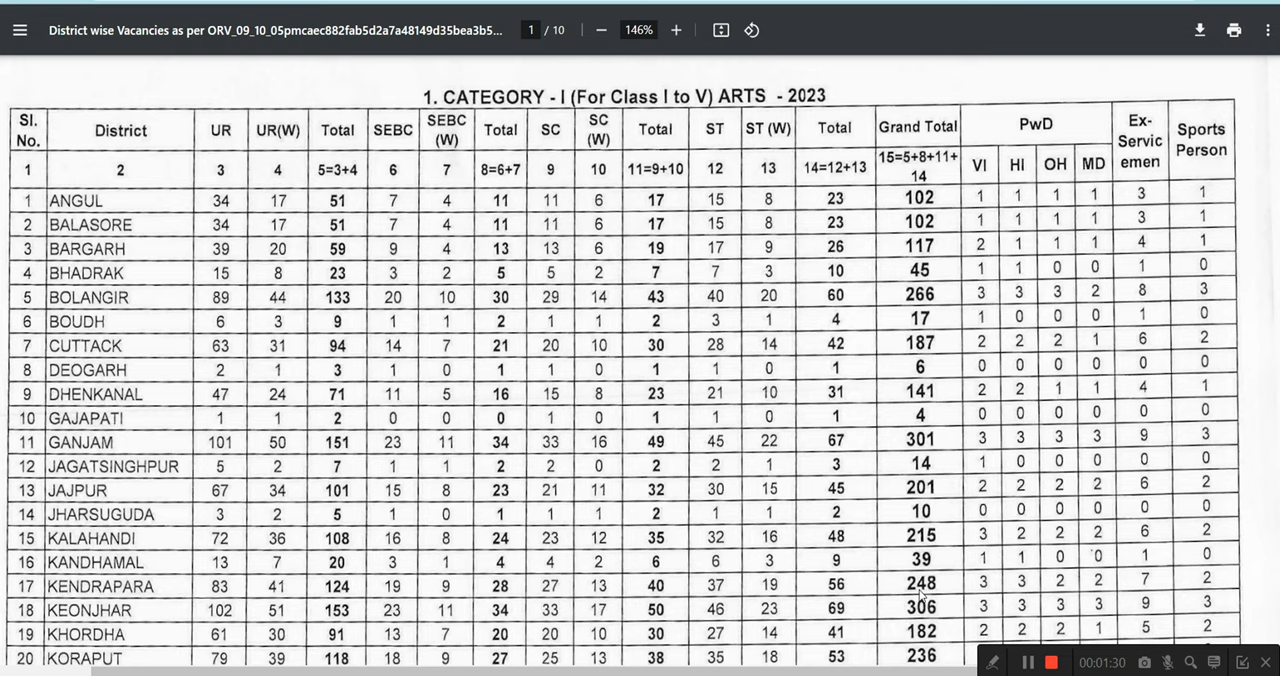 District wise Vacancies as per ORV_09_10_05pmcaec882fab5d2a7a48149d35bea3b5... 1 / 10 146%
1. CATEGORY - I (For Class I to V) ARTS - 2023
Sl. No. District UR UR(W) Total SEBC SEBC (W) Total SC SC (W) Total ST ST (W) Total Grand Total PwD Ex-Servic emen Sports Person
VI HI OH MD
1 2 3 4 5=3+4 6 7 8=6+7 9 10 11=9+10 12 13 14=12+13 15=5+8+11+14
1 ANGUL 34 17 51 7 4 11 11 6 17 15 8 23 102 1 1 1 1 3 1
2 BALASORE 34 17 51 7 4 11 11 6 17 15 8 23 102 1 1 1 1 3 1
3 BARGARH 39 20 59 9 4 13 13 6 19 17 9 26 117 2 1 1 1 4 1
4 BHADRAK 15 8 23 3 2 5 5 2 7 7 3 10 45 1 1 0 0 1 0
5 BOLANGIR 89 44 133 20 10 30 29 14 43 40 20 60 266 3 3 3 2 8 3
6 BOUDH 6 3 9 1 1 2 1 1 2 3 1 4 17 1 0 0 0 1 0
7 CUTTACK 63 31 94 14 7 21 20 10 30 28 14 42 187 2 2 2 1 6 2
8 DEOGARH 2 1 3 1 0 1 1 0 1 1 0 1 6 0 0 0 0 0 0
9 DHENKANAL 47 24 71 11 5 16 15 8 23 21 10 31 141 2 2 1 1 4 1
10 GAJAPATI 1 1 2 0 0 0 1 0 1 1 0 1 4 0 0 0 0 0 0
11 GANJAM 101 50 151 23 11 34 33 16 49 45 22 67 301 3 3 3 3 9 3
12 JAGATSINGHPUR 5 2 7 1 1 2 2 0 2 2 1 3 14 1 0 0 0 0 0
13 JAJPUR 67 34 101 15 8 23 21 11 32 30 15 45 201 2 2 2 2 6 2
14 JHARSUGUDA 3 2 5 1 0 1 1 1 2 1 1 2 10 0 0 0 0 0 0
15 KALAHANDI 72 36 108 16 8 24 23 12 35 32 16 48 215 3 2 2 2 6 2
16 KANDHAMAL 13 7 20 3 1 4 4 2 6 6 3 9 39 1 1 0 0 1 0
17 KENDRAPARA 83 41 124 19 9 28 27 13 40 37 19 56 248 3 3 2 2 7 2
18 KEONJHAR 102 51 153 23 11 34 33 17 50 46 23 69 306 3 3 3 3 9 3
19 KHORDHA 61 30 91 13 7 20 20 10 30 27 14 41 182 2 2 2 1 5 2
20 KORAPUT 79 39 118 18 9 27 25 13 38 35 18 53 236
00:01:30